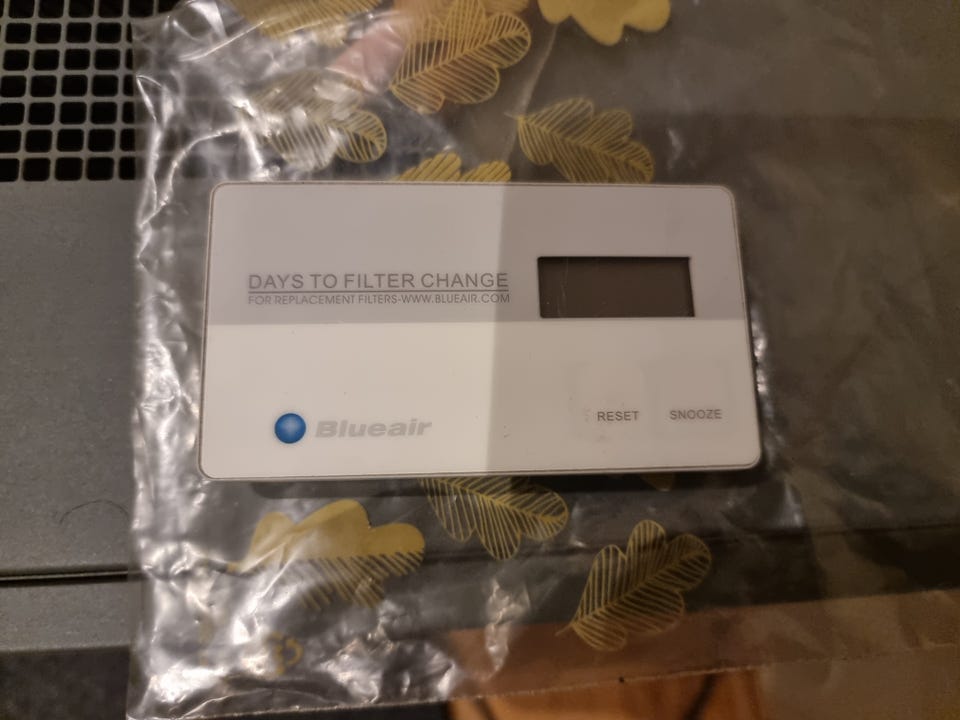 DAYS TO FILTER CHANGE
FOR REPLACEMENT FILTERS-WWW.BLUEAIR.COM
Blueair
RESET SNOOZE